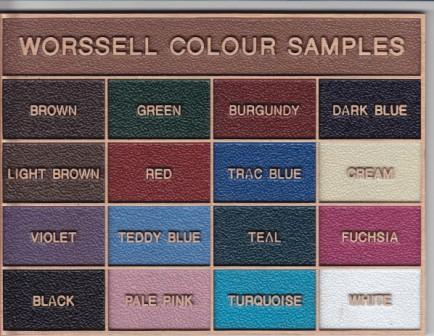 WORSSELL COLOUR SAMPLES
BROWN GREEN BURGUNDY DARK BLUE
LIGHT BROWN RED TRAC BLUE CREAM
VIOLET TEDDY BLUE TEAL FUCHSIA
BLACK PALE PINK TURQUOISE WHITE